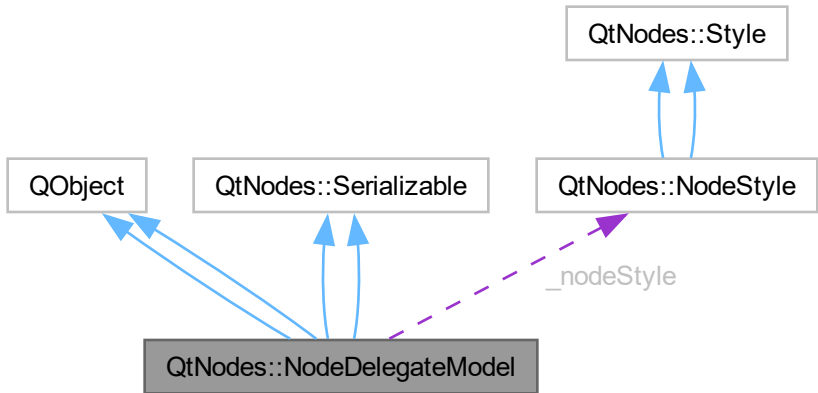 QtNodes::Style
QObject
QtNodes::Serializable
QtNodes::NodeStyle
_nodeStyle
QtNodes::NodeDelegateModel